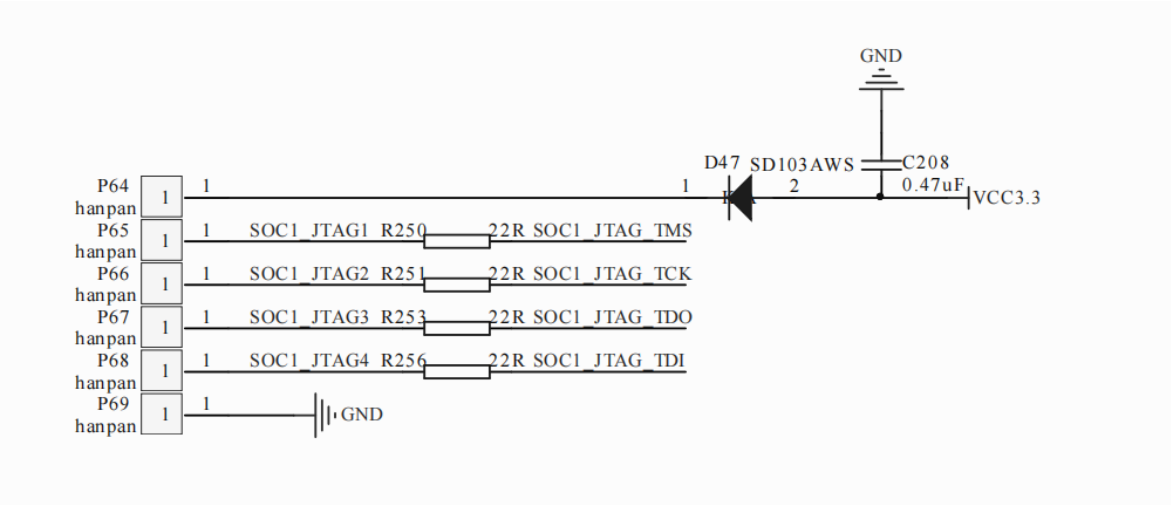 GND
D47 SD103AWS C208
P64 1 1 1 2 0.47uF VCC3.3
hanpan
P65 1 1 SOC1_JTAG1 R250 22R SOC1_JTAG_TMS
hanpan
P66 1 1 SOC1_JTAG2 R251 22R SOC1_JTAG_TCK
hanpan
P67 1 1 SOC1_JTAG3 R253 22R SOC1_JTAG_TDO
hanpan
P68 1 1 SOC1_JTAG4 R256 22R SOC1_JTAG_TDI
hanpan
P69 1 1 GND
hanpan